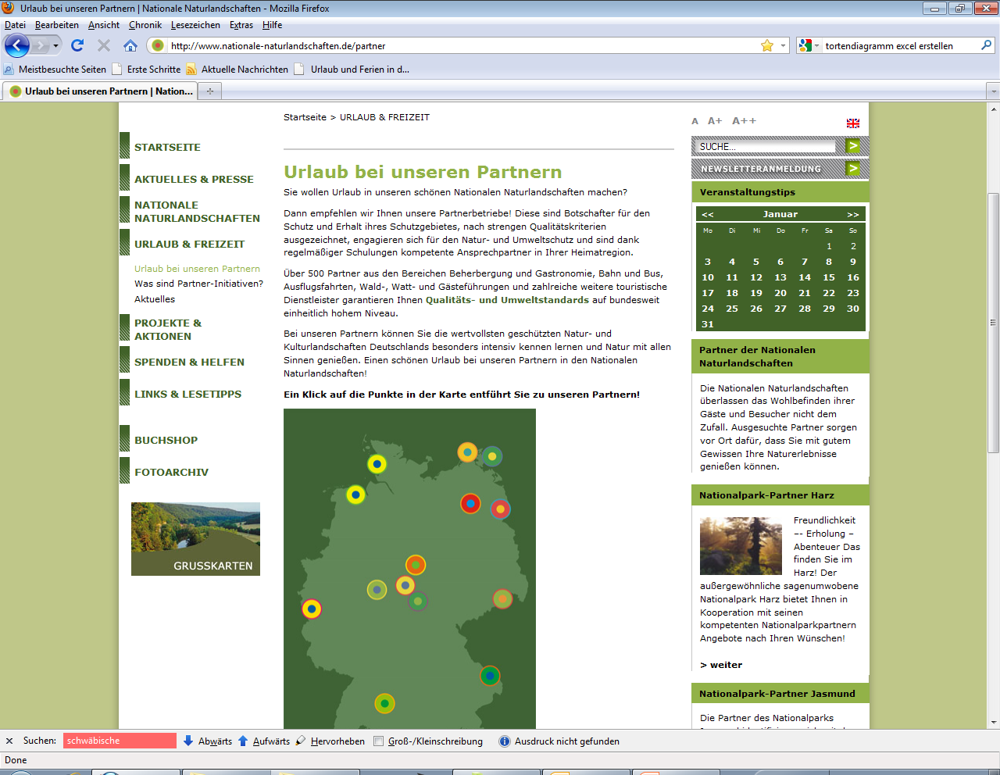 Urlaub bei unseren Partnern | Nationale Naturlandschaften - Mozilla Firefox
Datei Bearbeiten Ansicht Chronik Lesezeichen Extras Hilfe
http://www.nationale-naturlandschaften.de/partner
tortendiagramm excel erstellen
Meistbesuchte Seiten Erste Schritte Aktuelle Nachrichten Urlaub und Ferien in d...
Urlaub bei unseren Partnern | Nation...
STARTSEITE
AKTUELLES & PRESSE
NATIONALE
NATURLANDSCHAFTEN
URLAUB & FREIZEIT
Urlaub bei unseren Partnern
Was sind Partner-Initiativen?
Aktuelles
PROJEKTE &
AKTIONEN
SPENDEN & HELFEN
LINKS & LESETIPPS
BUCHSHOP
FOTOARCHIV
GRUSSKARTEN
Startseite > URLAUB & FREIZEIT
Urlaub bei unseren Partnern
Sie wollen Urlaub in unseren schönen Nationalen Naturlandschaften machen?
Dann empfehlen wir Ihnen unsere Partnerbetriebe! Diese sind Botschafter für den
Schutz und Erhalt ihres Schutzgebietes, nach strengen Qualitätskriterien
ausgezeichnet, engagieren sich für den Natur- und Umweltschutz und sind dank
regelmäßiger Schulungen kompetente Ansprechpartner in Ihrer Heimatregion.
Über 500 Partner aus den Bereichen Beherbergung und Gastronomie, Bahn und Bus,
Ausflugsfahrten, Wald-, Watt- und Gästeführungen und zahlreiche weitere touristische
Dienstleister garantieren Ihnen Qualitäts- und Umweltstandards auf bundesweit
einheitlich hohem Niveau.
Bei unseren Partnern können Sie die wertvollsten geschützten Natur- und
Kulturlandschaften Deutschlands besonders intensiv kennen lernen und Natur mit allen
Sinnen genießen. Einen schönen Urlaub bei unseren Partnern in den Nationalen
Naturlandschaften!
Ein Klick auf die Punkte in der Karte entführt Sie zu unseren Partnern!
A A+ A++
SUCHE... >
NEWSLETTERANMELDUNG >
Veranstaltungstips
<< Januar >>
Mo Di Mi Do Fr Sa So
1 2
3 4 5 6 7 8 9
10 11 12 13 14 15 16
17 18 19 20 21 22 23
24 25 26 27 28 29 30
31
Partner der Nationalen
Naturlandschaften
Die Nationalen Naturlandschaften
überlassen das Wohlbefinden ihrer
Gäste und Besucher nicht dem
Zufall. Ausgesuchte Partner sorgen
vor Ort dafür, dass Sie mit gutem
Gewissen Ihre Naturerlebnisse
genießen können.
Nationalpark-Partner Harz
Freundlichkeit
–- Erholung –
Abenteuer Das
finden Sie im
Harz! Der
außergewöhnliche sagenumwobene
Nationalpark Harz bietet Ihnen in
Kooperation mit seinen
kompetenten Nationalparkpartnern
Angebote nach Ihren Wünschen!
> weiter
Nationalpark-Partner Jasmund
Die Partner des Nationalparks
Suchen: schwäbische Abwärts Aufwärts Hervorheben Groß-/Kleinschreibung Ausdruck nicht gefunden
Done